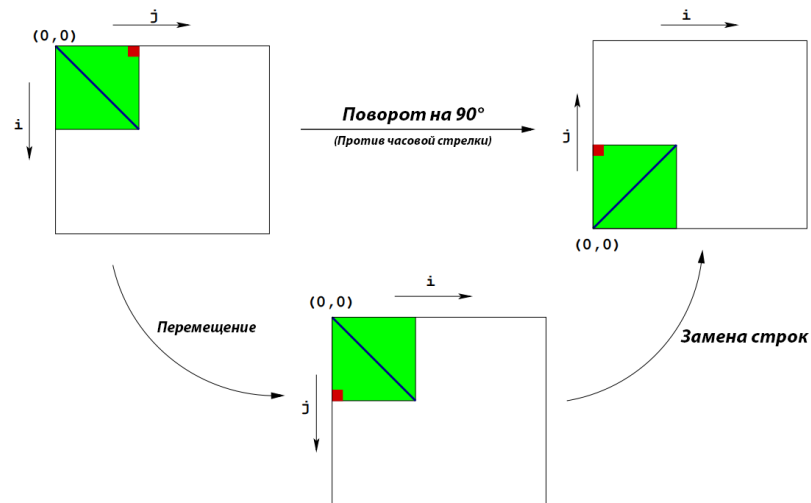 j
(0,0)
i
Поворот на 90°
(Против часовой стрелки)
i
j
(0,0)
Перемещение
(0,0)
i
j
Замена строк